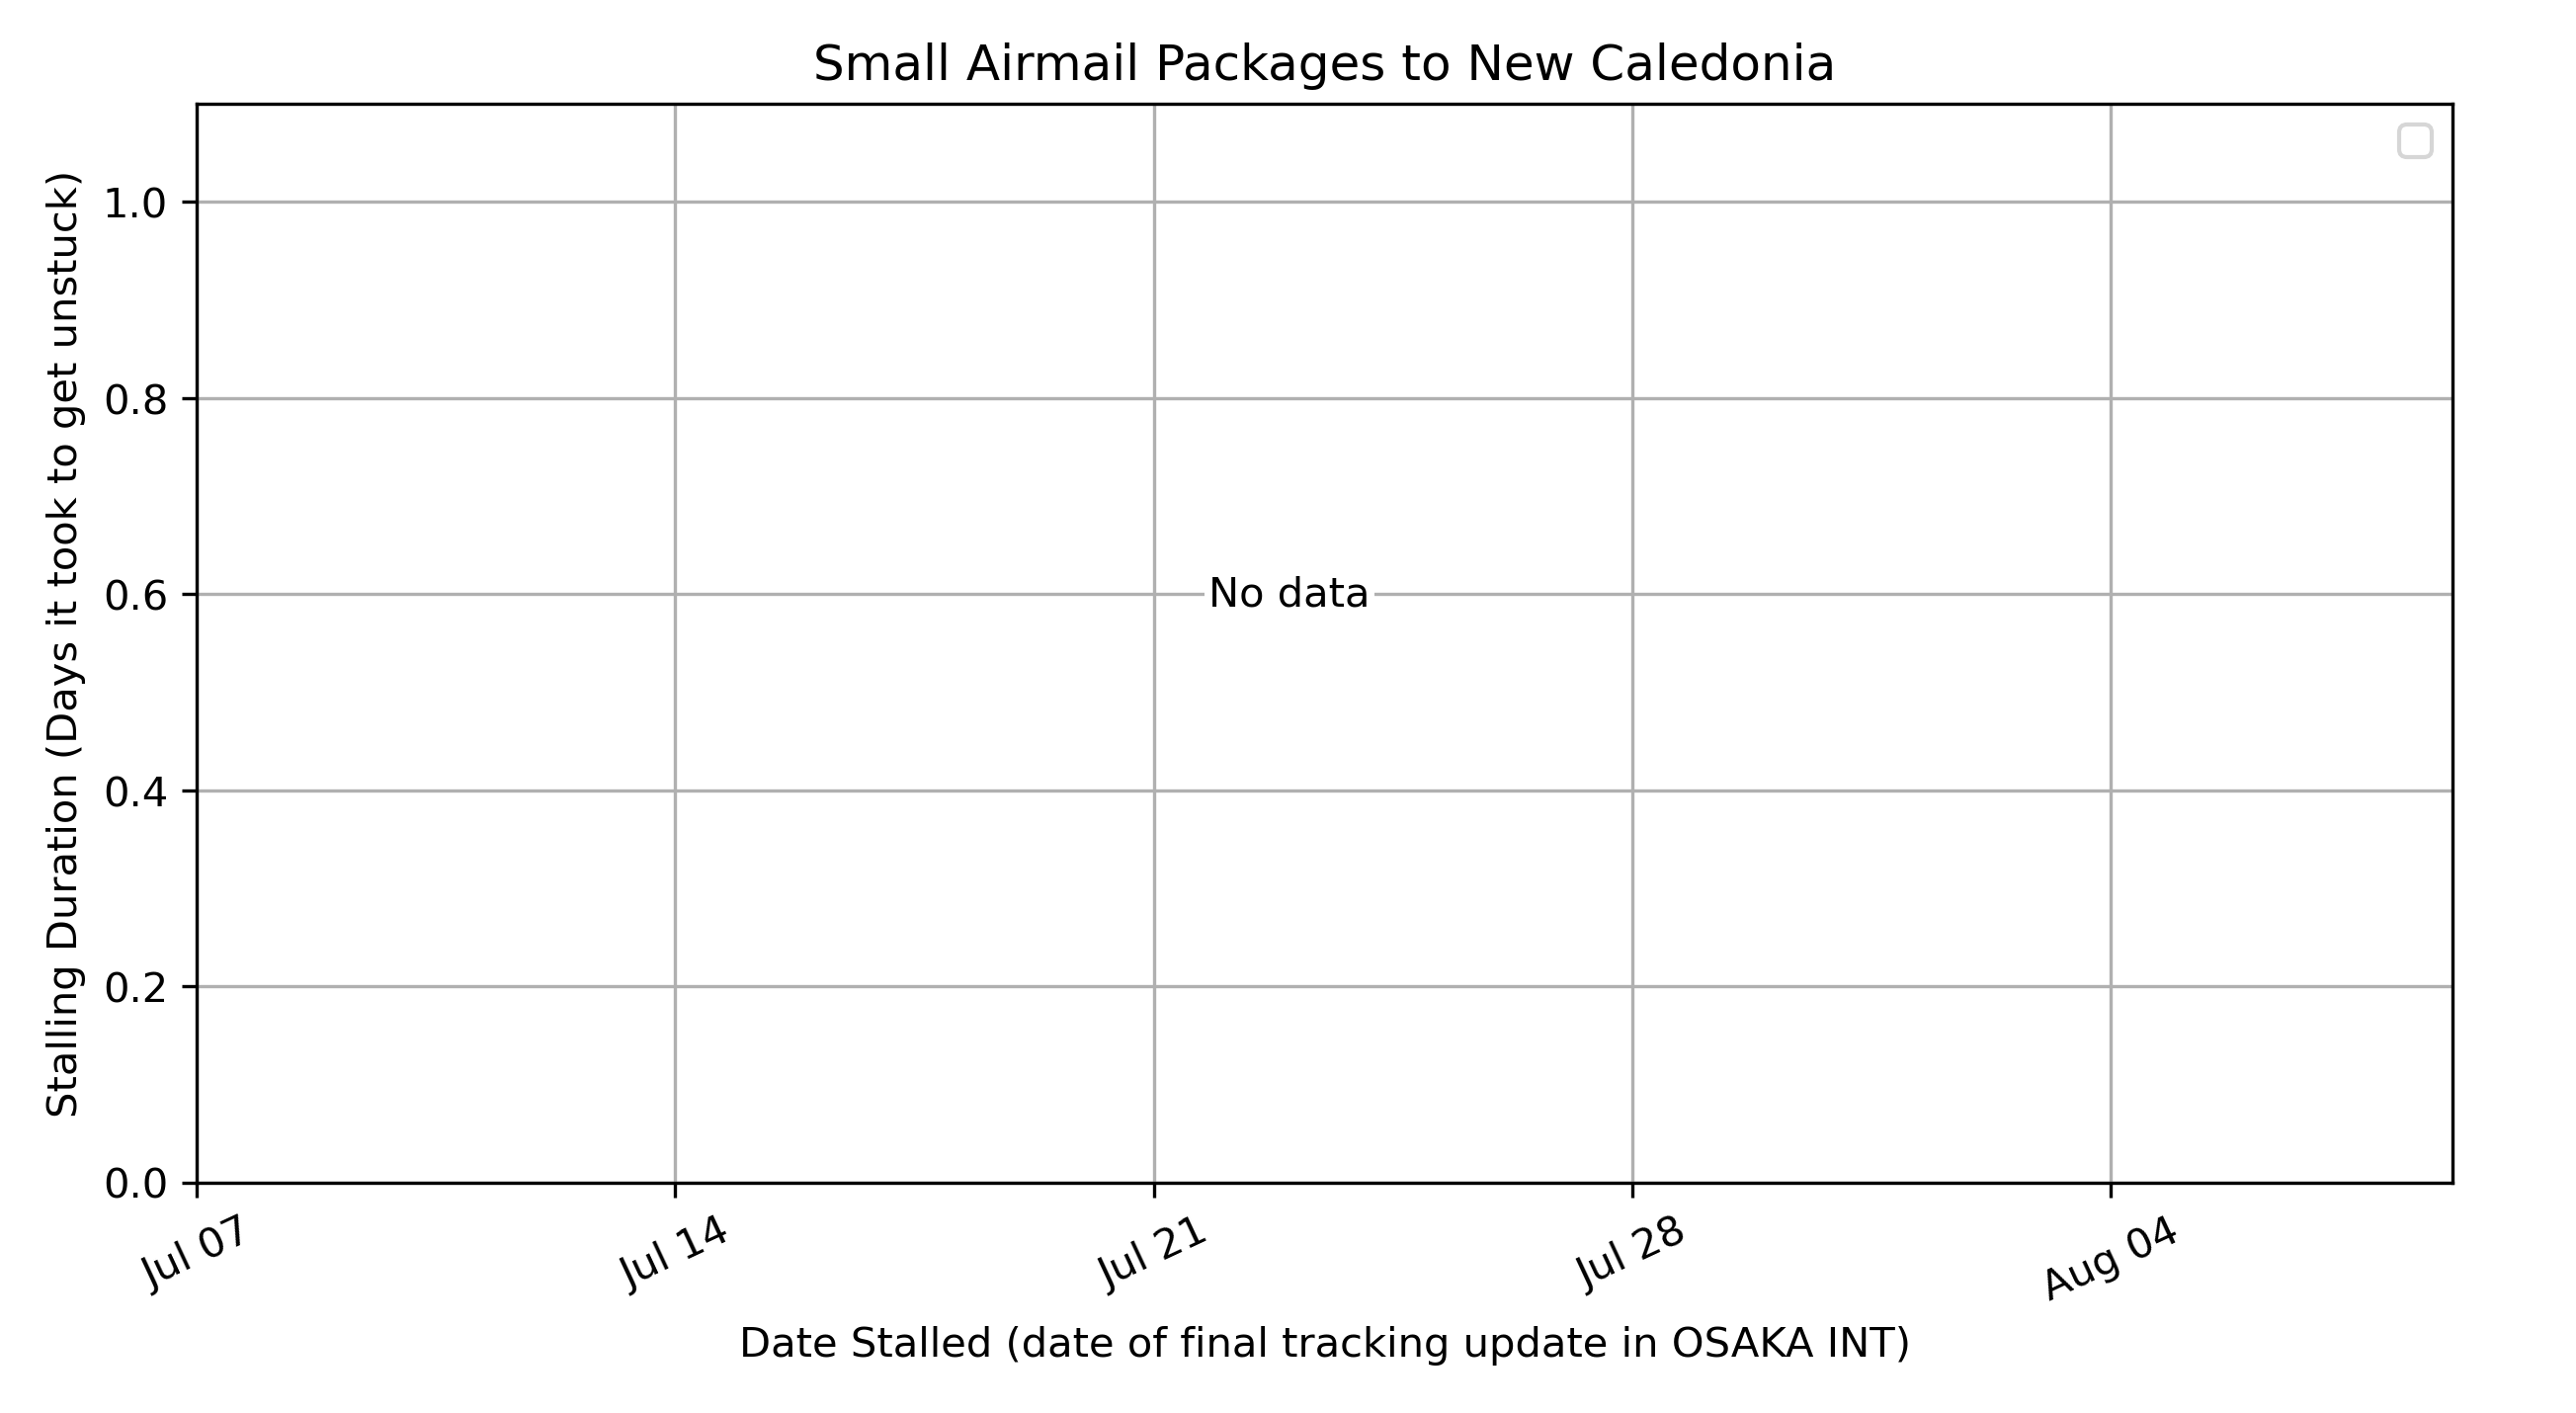 Small Airmail Packages to New Caledonia
Stalling Duration (Days it took to get unstuck)
1.0
0.8
0.6
0.4
0.2
0.0
No data
Jul 07
Jul 14
Jul 21
Jul 28
Aug 04
Date Stalled (date of final tracking update in OSAKA INT)